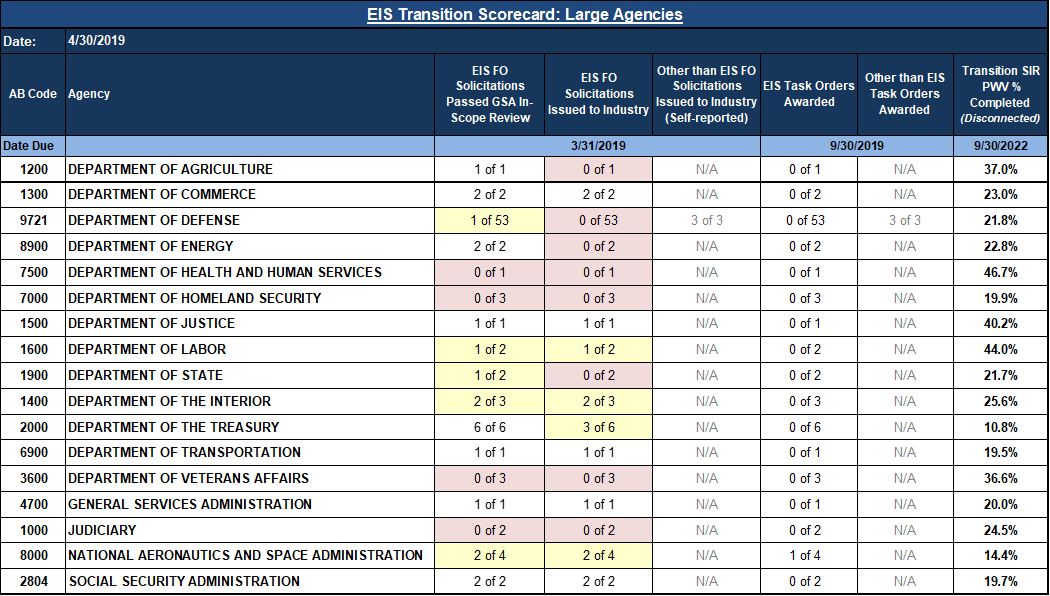 EIS Transition Scorecard: Large Agencies
Date: 4/30/2019
AB Code Agency EIS FO Solicitations Passed GSA In-Scope Review EIS FO Solicitations Issued to Industry Other than EIS FO Solicitations Issued to Industry (Self-reported) EIS Task Orders Awarded Other than EIS Task Orders Awarded Transition SIR PWV % Completed (Disconnected)
Date Due 3/31/2019 9/30/2019 9/30/2022
1200 DEPARTMENT OF AGRICULTURE 1 of 1 0 of 1 N/A 0 of 1 N/A 37.0%
1300 DEPARTMENT OF COMMERCE 2 of 2 2 of 2 N/A 0 of 2 N/A 23.0%
9721 DEPARTMENT OF DEFENSE 1 of 53 0 of 53 3 of 3 0 of 53 3 of 3 21.8%
8900 DEPARTMENT OF ENERGY 2 of 2 0 of 2 N/A 0 of 2 N/A 22.8%
7500 DEPARTMENT OF HEALTH AND HUMAN SERVICES 0 of 1 0 of 1 N/A 0 of 1 N/A 46.7%
7000 DEPARTMENT OF HOMELAND SECURITY 0 of 3 0 of 3 N/A 0 of 3 N/A 19.9%
1500 DEPARTMENT OF JUSTICE 1 of 1 1 of 1 N/A 0 of 1 N/A 40.2%
1600 DEPARTMENT OF LABOR 1 of 2 1 of 2 N/A 0 of 2 N/A 44.0%
1900 DEPARTMENT OF STATE 1 of 2 0 of 2 N/A 0 of 2 N/A 21.7%
1400 DEPARTMENT OF THE INTERIOR 2 of 3 2 of 3 N/A 0 of 3 N/A 25.6%
2000 DEPARTMENT OF THE TREASURY 6 of 6 3 of 6 N/A 0 of 6 N/A 10.8%
6900 DEPARTMENT OF TRANSPORTATION 1 of 1 1 of 1 N/A 0 of 1 N/A 19.5%
3600 DEPARTMENT OF VETERANS AFFAIRS 0 of 3 0 of 3 N/A 0 of 3 N/A 36.6%
4700 GENERAL SERVICES ADMINISTRATION 1 of 1 1 of 1 N/A 0 of 1 N/A 20.0%
1000 JUDICIARY 0 of 2 0 of 2 N/A 0 of 2 N/A 24.5%
8000 NATIONAL AERONAUTICS AND SPACE ADMINISTRATION 2 of 4 2 of 4 N/A 1 of 4 N/A 14.4%
2804 SOCIAL SECURITY ADMINISTRATION 2 of 2 2 of 2 N/A 0 of 2 N/A 19.7%